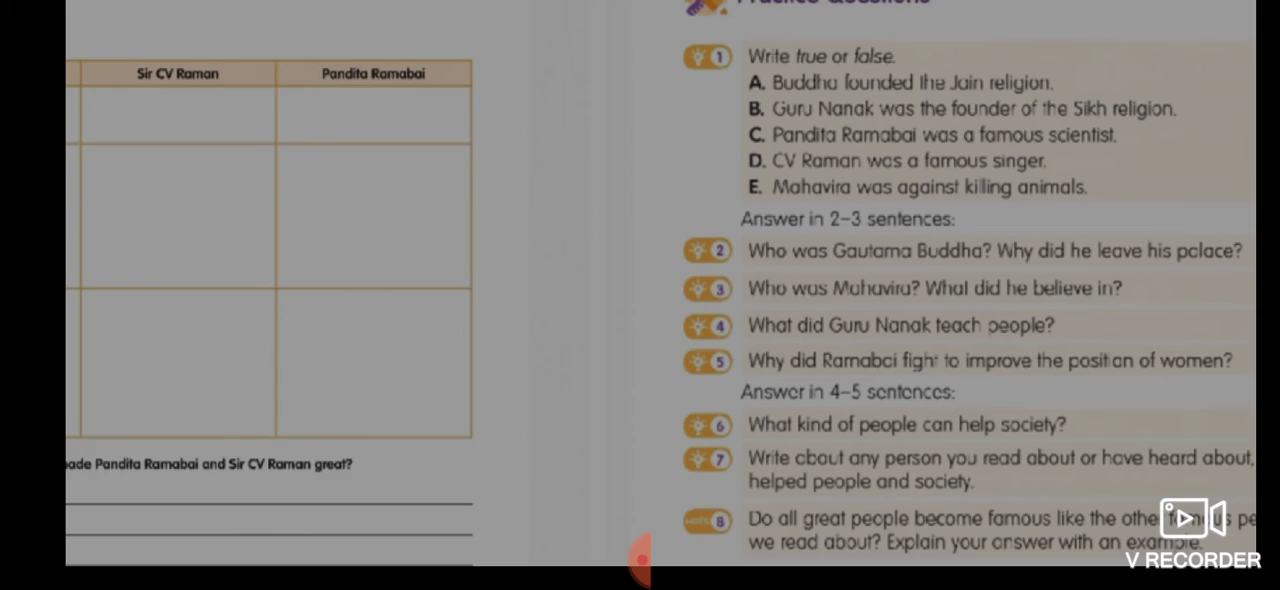 Sir CV Raman
Pandita Ramabai
ade Pandita Ramabai and Sir CV Raman great?
Practice Questions
1 Write true or false.
A. Buddha founded the Jain religion.
B. Guru Nanak was the founder of the Sikh religion.
C. Pandita Ramabai was a famous scientist.
D. CV Raman was a famous singer.
E. Mahavira was against killing animals.
Answer in 2–3 sentences:
2 Who was Gautama Buddha? Why did he leave his palace?
3 Who was Mahavira? What did he believe in?
4 What did Guru Nanak teach people?
5 Why did Ramabai fight to improve the position of women?
Answer in 4–5 sentences:
6 What kind of people can help society?
7 Write about any person you read about or have heard about,
helped people and society.
HOTS 8 Do all great people become famous like the other famous pe
we read about? Explain your answer with an example.
V RECORDER